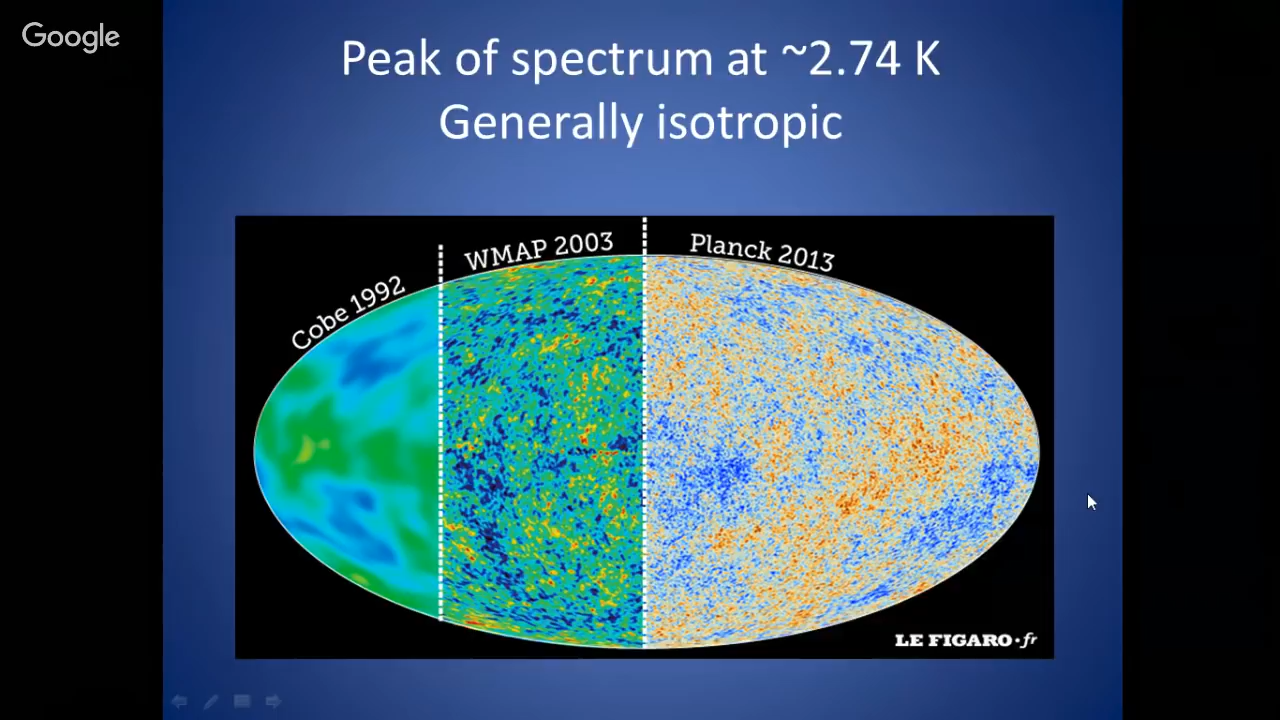 Google
Peak of spectrum at ~2.74 K
Generally isotropic
Cobe 1992
WMAP 2003
Planck 2013
LE FIGARO·fr